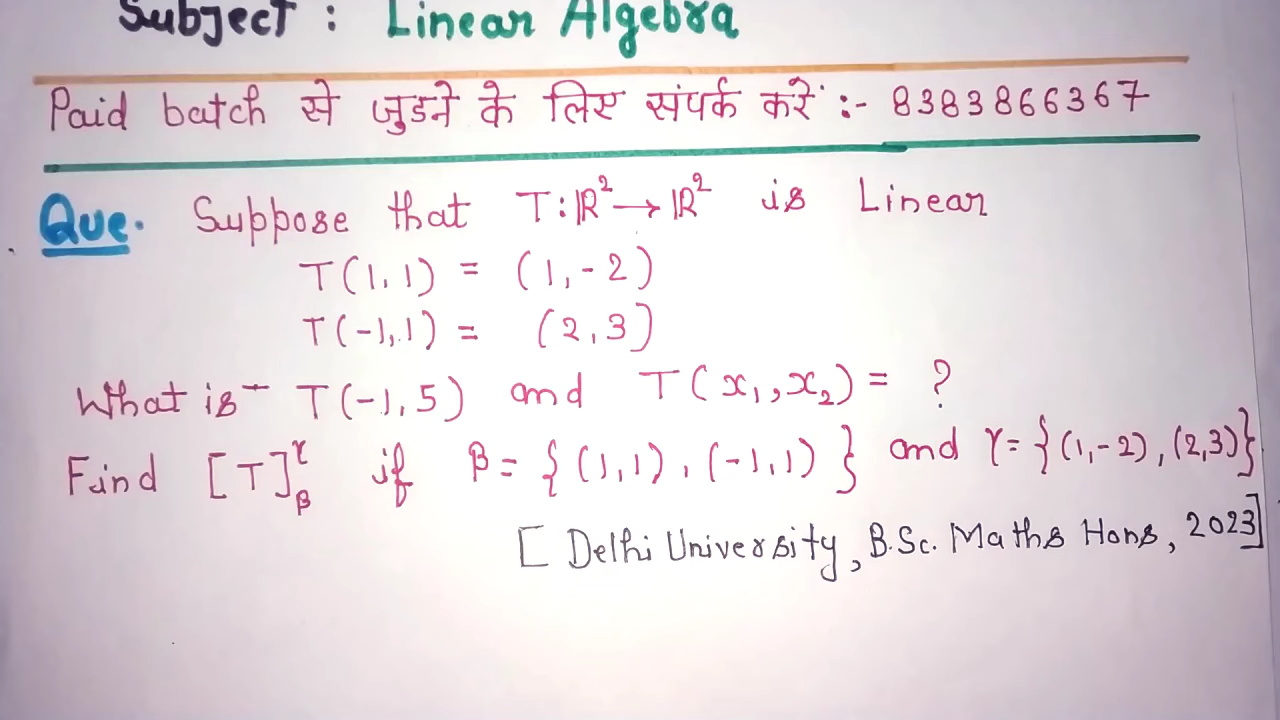 Subject : Linear Algebra
Paid batch से जुडने के लिए संपर्क करें :- 8383866367
Que. Suppose that T:ℝ²→ℝ² is Linear
T(1,1) = (1,-2)
T(-1,1) = (2,3)
What is T(-1,5) and T(x₁,x₂) = ?
Find [T]ᵧβ if β = {(1,1),(-1,1)} and γ = {(1,-2),(2,3)}
[Delhi University, B.Sc. Maths Hons, 2023]